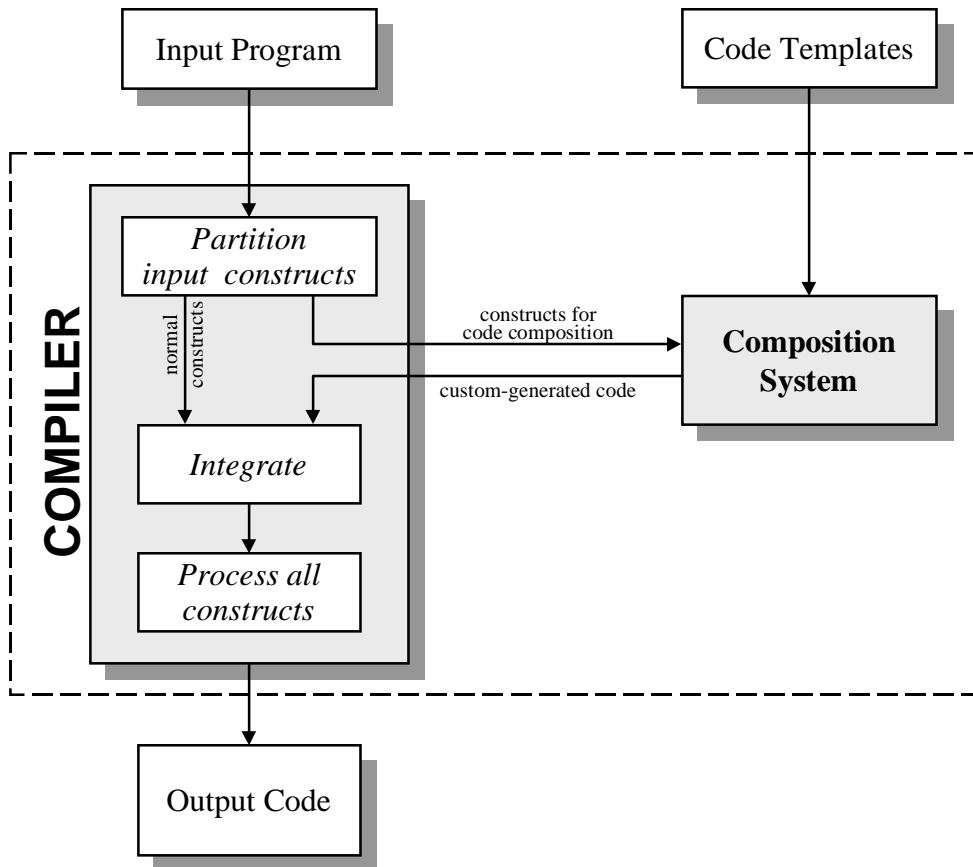 Input Program
Code Templates
COMPILER
Partition
input constructs
normal
constructs
constructs for
code composition
Composition
System
custom-generated code
Integrate
Process all
constructs
Output Code